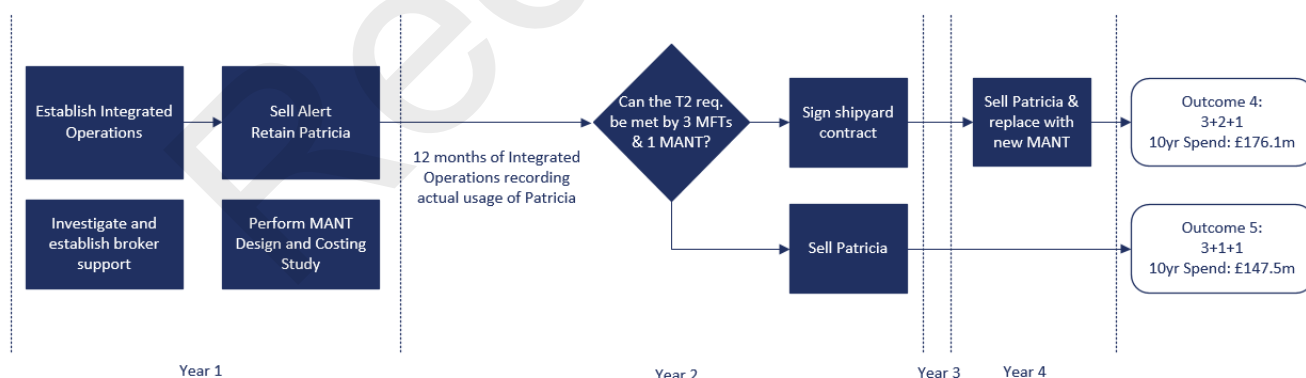 Establish Integrated
Operations
Sell Alert
Retain Patricia
Investigate and
establish broker
support
Perform MANT
Design and Costing
Study
12 months of Integrated
Operations recording
actual usage of Patricia
Can the T2 req.
be met by 3 MFTs
& 1 MANT?
Sign shipyard
contract
Sell Patricia
Sell Patricia &
replace with
new MANT
Outcome 4:
3+2+1
10yr Spend: £176.1m
Outcome 5:
3+1+1
10yr Spend: £147.5m
Year 1
Year 2
Year 3
Year 4